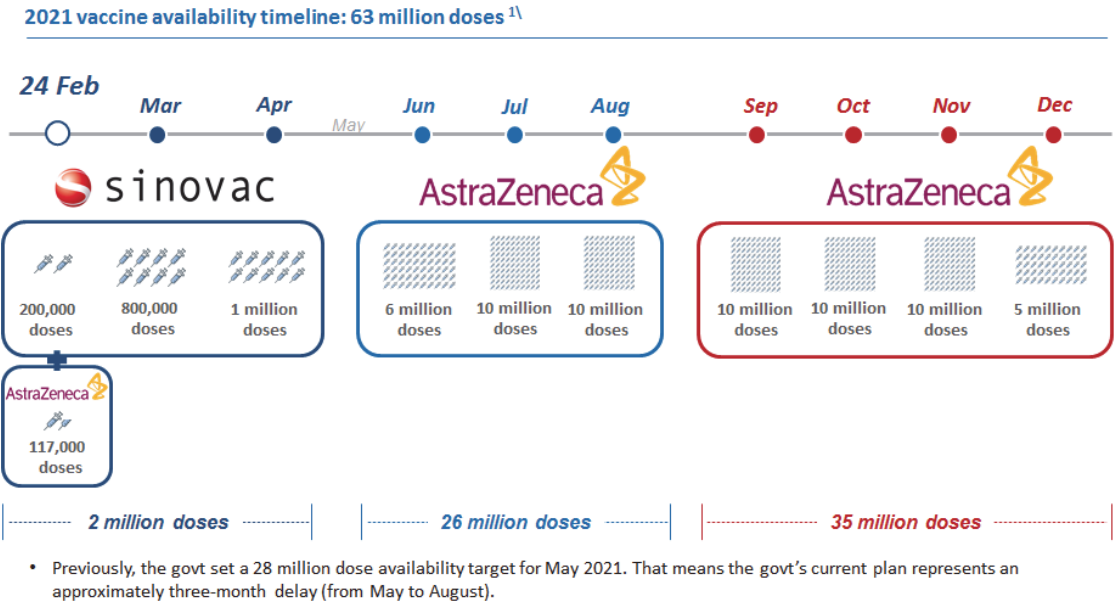 2021 vaccine availability timeline: 63 million doses 1\
24 Feb
Mar
Apr
May
Jun
Jul
Aug
Sep
Oct
Nov
Dec
sinovac
AstraZeneca
AstraZeneca
200,000
doses
800,000
doses
1 million
doses
6 million
doses
10 million
doses
10 million
doses
10 million
doses
10 million
doses
10 million
doses
5 million
doses
AstraZeneca
117,000
doses
2 million doses
26 million doses
35 million doses
• Previously, the govt set a 28 million dose availability target for May 2021. That means the govt’s current plan represents an
approximately three-month delay (from May to August).